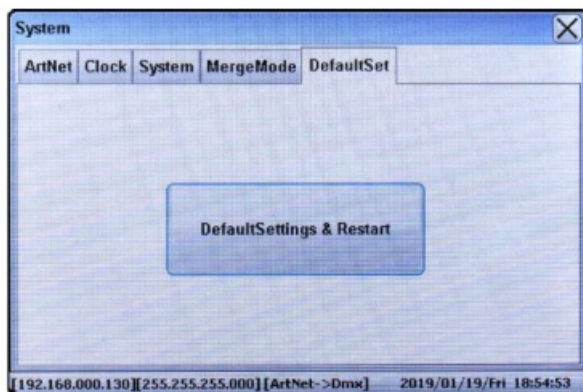 System
ArtNet Clock System MergeMode DefaultSet
DefaultSettings & Restart
[192.168.000.130][255.255.255.000] [ArtNet->Dmx] 2019/01/19/Fri 18:54:53